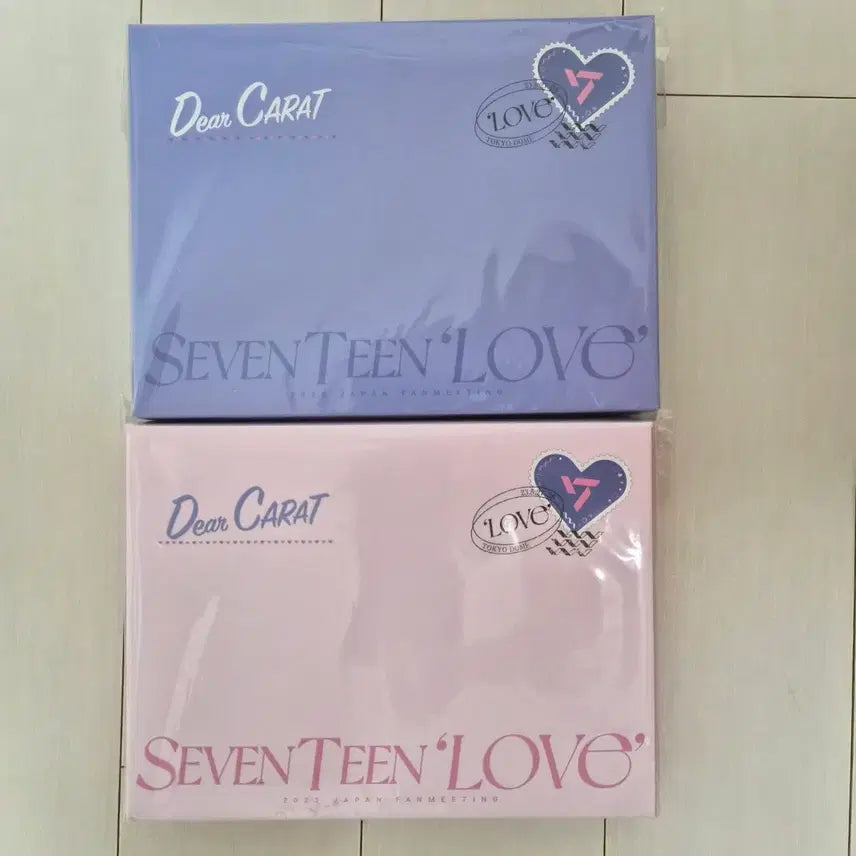 Dear CARAT
'LOVE'
TOKYO DOME
SEVENTEEN 'LOVE'
2023 JAPAN FANMEETING
Dear CARAT
'LOVE'
TOKYO DOME
SEVENTEEN 'LOVE'
2023 JAPAN FANMEETING